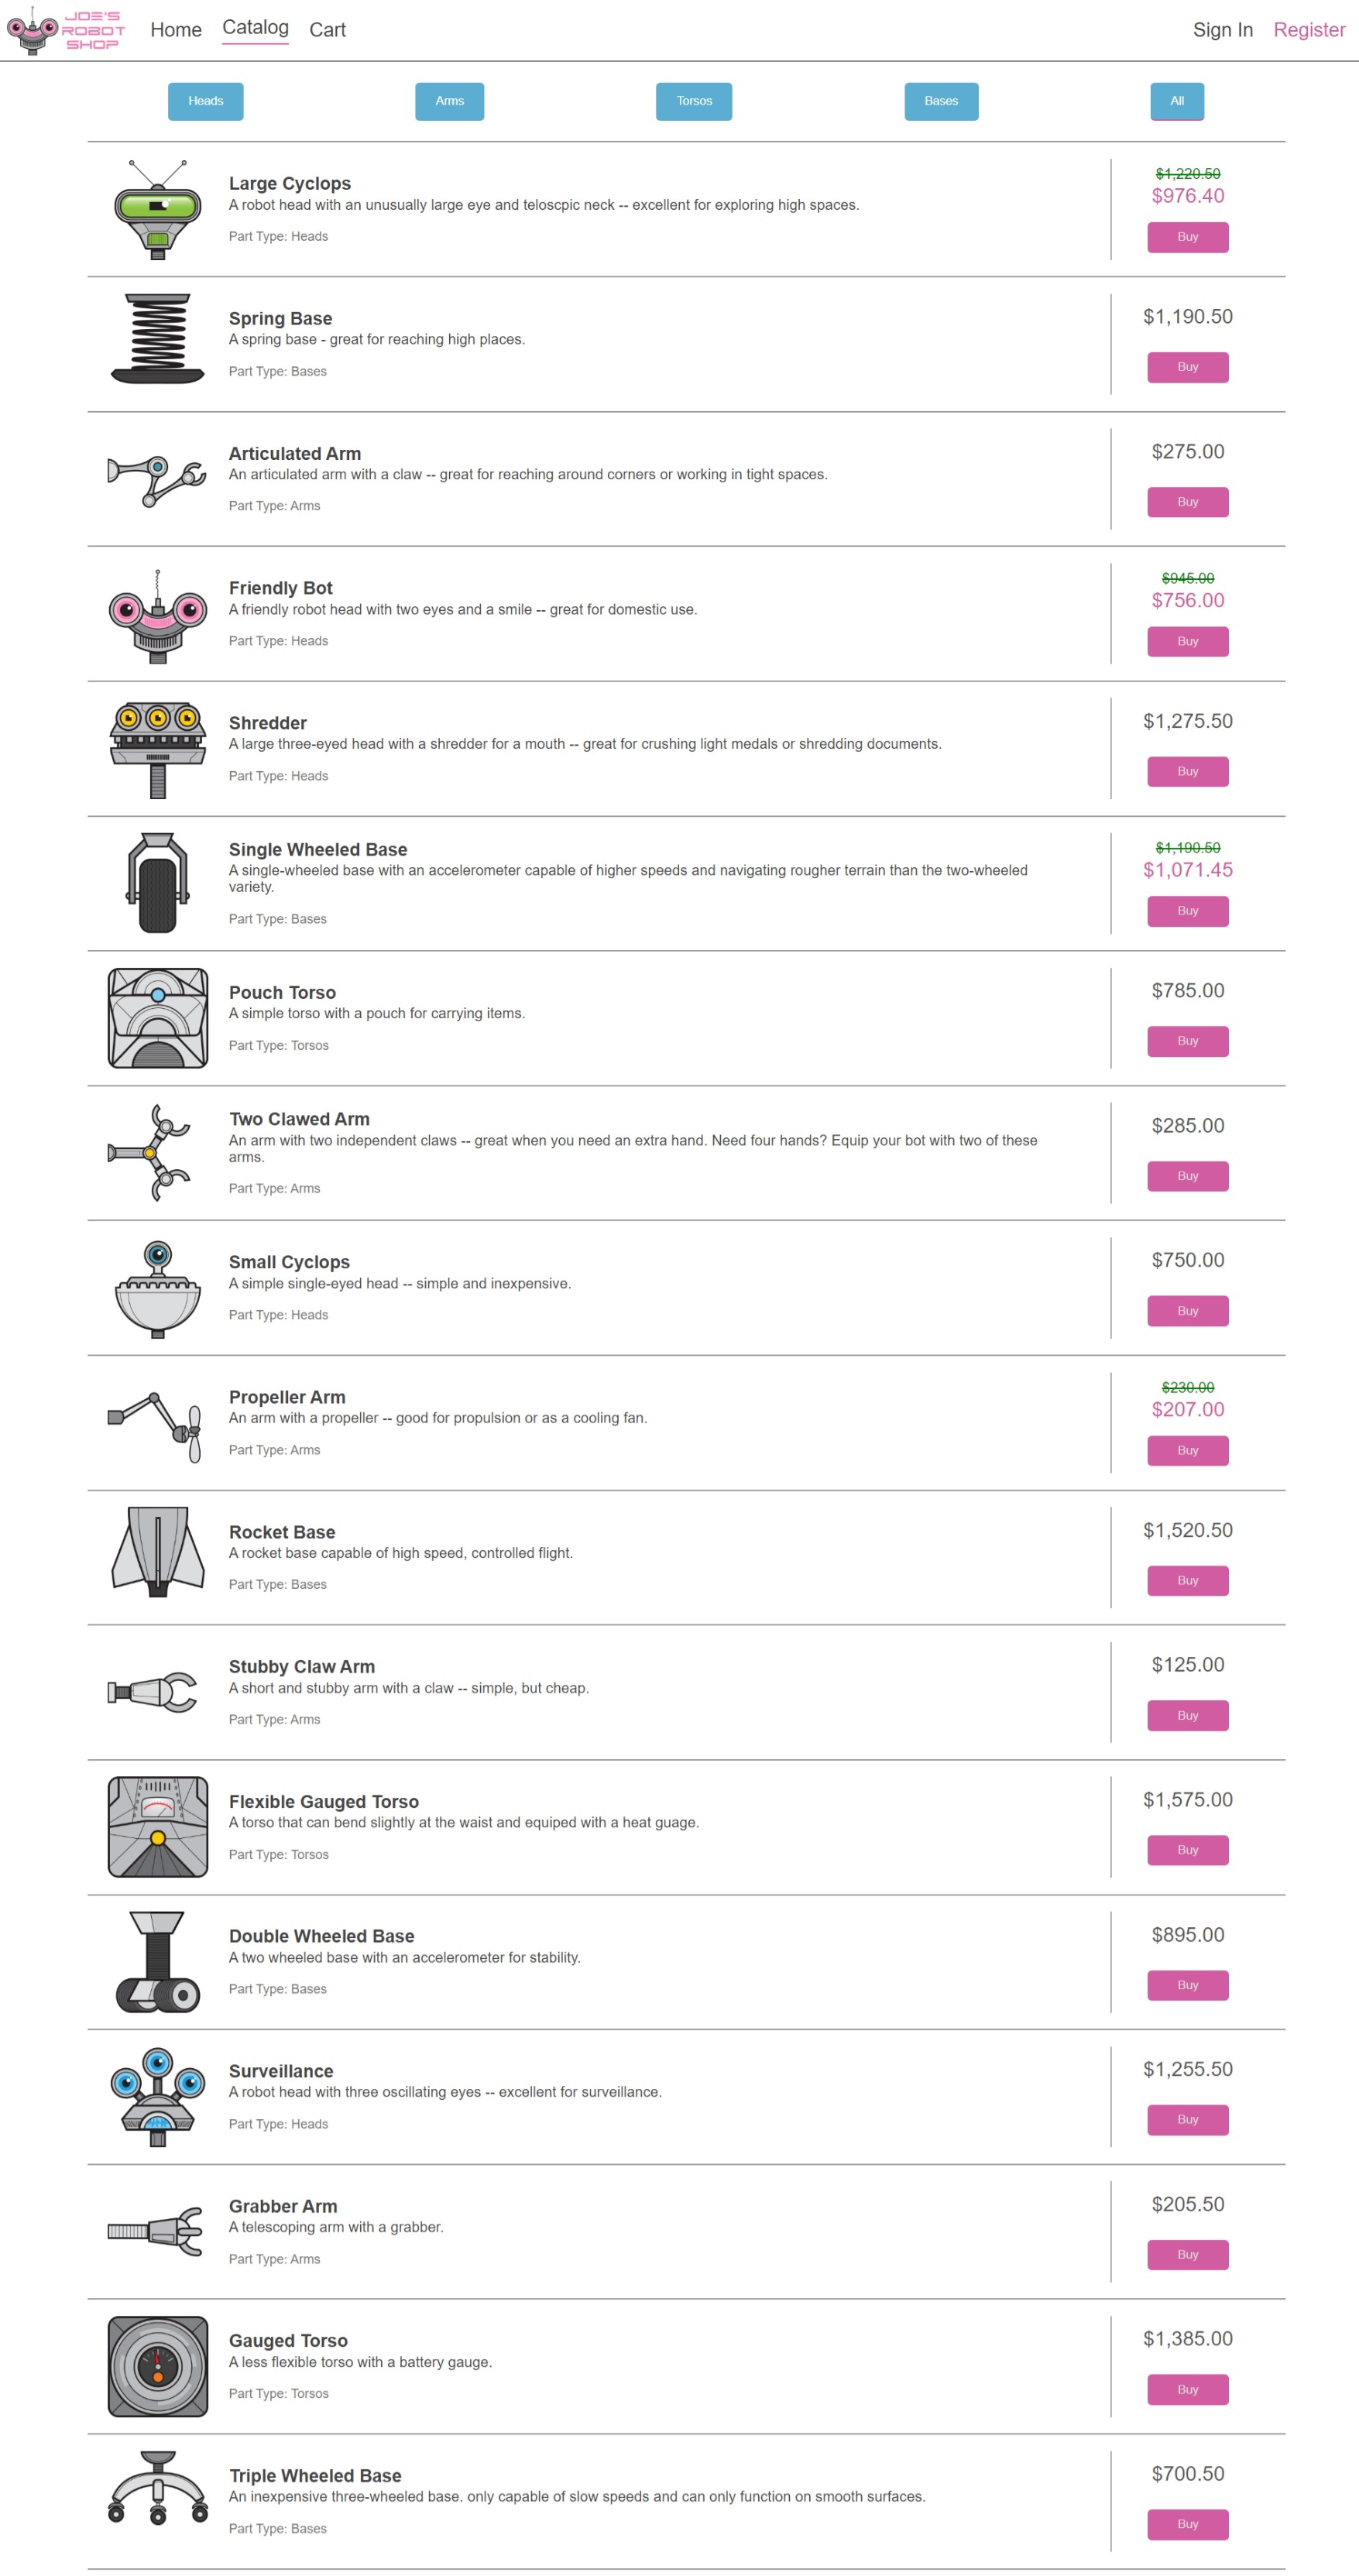 JOE'S
ROBOT
SHOP
Home
Catalog
Cart
Sign In
Register
Heads
Arms
Torsos
Bases
All
Large Cyclops
A robot head with an unusually large eye and teloscpic neck -- excellent for exploring high spaces.
Part Type: Heads
$1,220.50
$976.40
Buy
Spring Base
A spring base - great for reaching high places.
Part Type: Bases
$1,190.50
Buy
Articulated Arm
An articulated arm with a claw -- great for reaching around corners or working in tight spaces.
Part Type: Arms
$275.00
Buy
Friendly Bot
A friendly robot head with two eyes and a smile -- great for domestic use.
Part Type: Heads
$945.00
$756.00
Buy
Shredder
A large three-eyed head with a shredder for a mouth -- great for crushing light medals or shredding documents.
Part Type: Heads
$1,275.50
Buy
Single Wheeled Base
A single-wheeled base with an accelerometer capable of higher speeds and navigating rougher terrain than the two-wheeled
variety.
Part Type: Bases
$1,190.50
$1,071.45
Buy
Pouch Torso
A simple torso with a pouch for carrying items.
Part Type: Torsos
$785.00
Buy
Two Clawed Arm
An arm with two independent claws -- great when you need an extra hand. Need four hands? Equip your bot with two of these
arms.
Part Type: Arms
$285.00
Buy
Small Cyclops
A simple single-eyed head -- simple and inexpensive.
Part Type: Heads
$750.00
Buy
Propeller Arm
An arm with a propeller -- good for propulsion or as a cooling fan.
Part Type: Arms
$230.00
$207.00
Buy
Rocket Base
A rocket base capable of high speed, controlled flight.
Part Type: Bases
$1,520.50
Buy
Stubby Claw Arm
A short and stubby arm with a claw -- simple, but cheap.
Part Type: Arms
$125.00
Buy
Flexible Gauged Torso
A torso that can bend slightly at the waist and equiped with a heat guage.
Part Type: Torsos
$1,575.00
Buy
Double Wheeled Base
A two wheeled base with an accelerometer for stability.
Part Type: Bases
$895.00
Buy
Surveillance
A robot head with three oscillating eyes -- excellent for surveillance.
Part Type: Heads
$1,255.50
Buy
Grabber Arm
A telescoping arm with a grabber.
Part Type: Arms
$205.50
Buy
Gauged Torso
A less flexible torso with a battery gauge.
Part Type: Torsos
$1,385.00
Buy
Triple Wheeled Base
An inexpensive three-wheeled base. only capable of slow speeds and can only function on smooth surfaces.
Part Type: Bases
$700.50
Buy